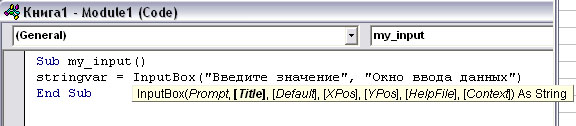 Книга1 - Module1 (Code)
(General) my_input
Sub my_input()
stringvar = InputBox("Введите значение", "Окно ввода данных")
End Sub
InputBox(Prompt, [Title], [Default], [XPos], [YPos], [HelpFile], [Context]) As String